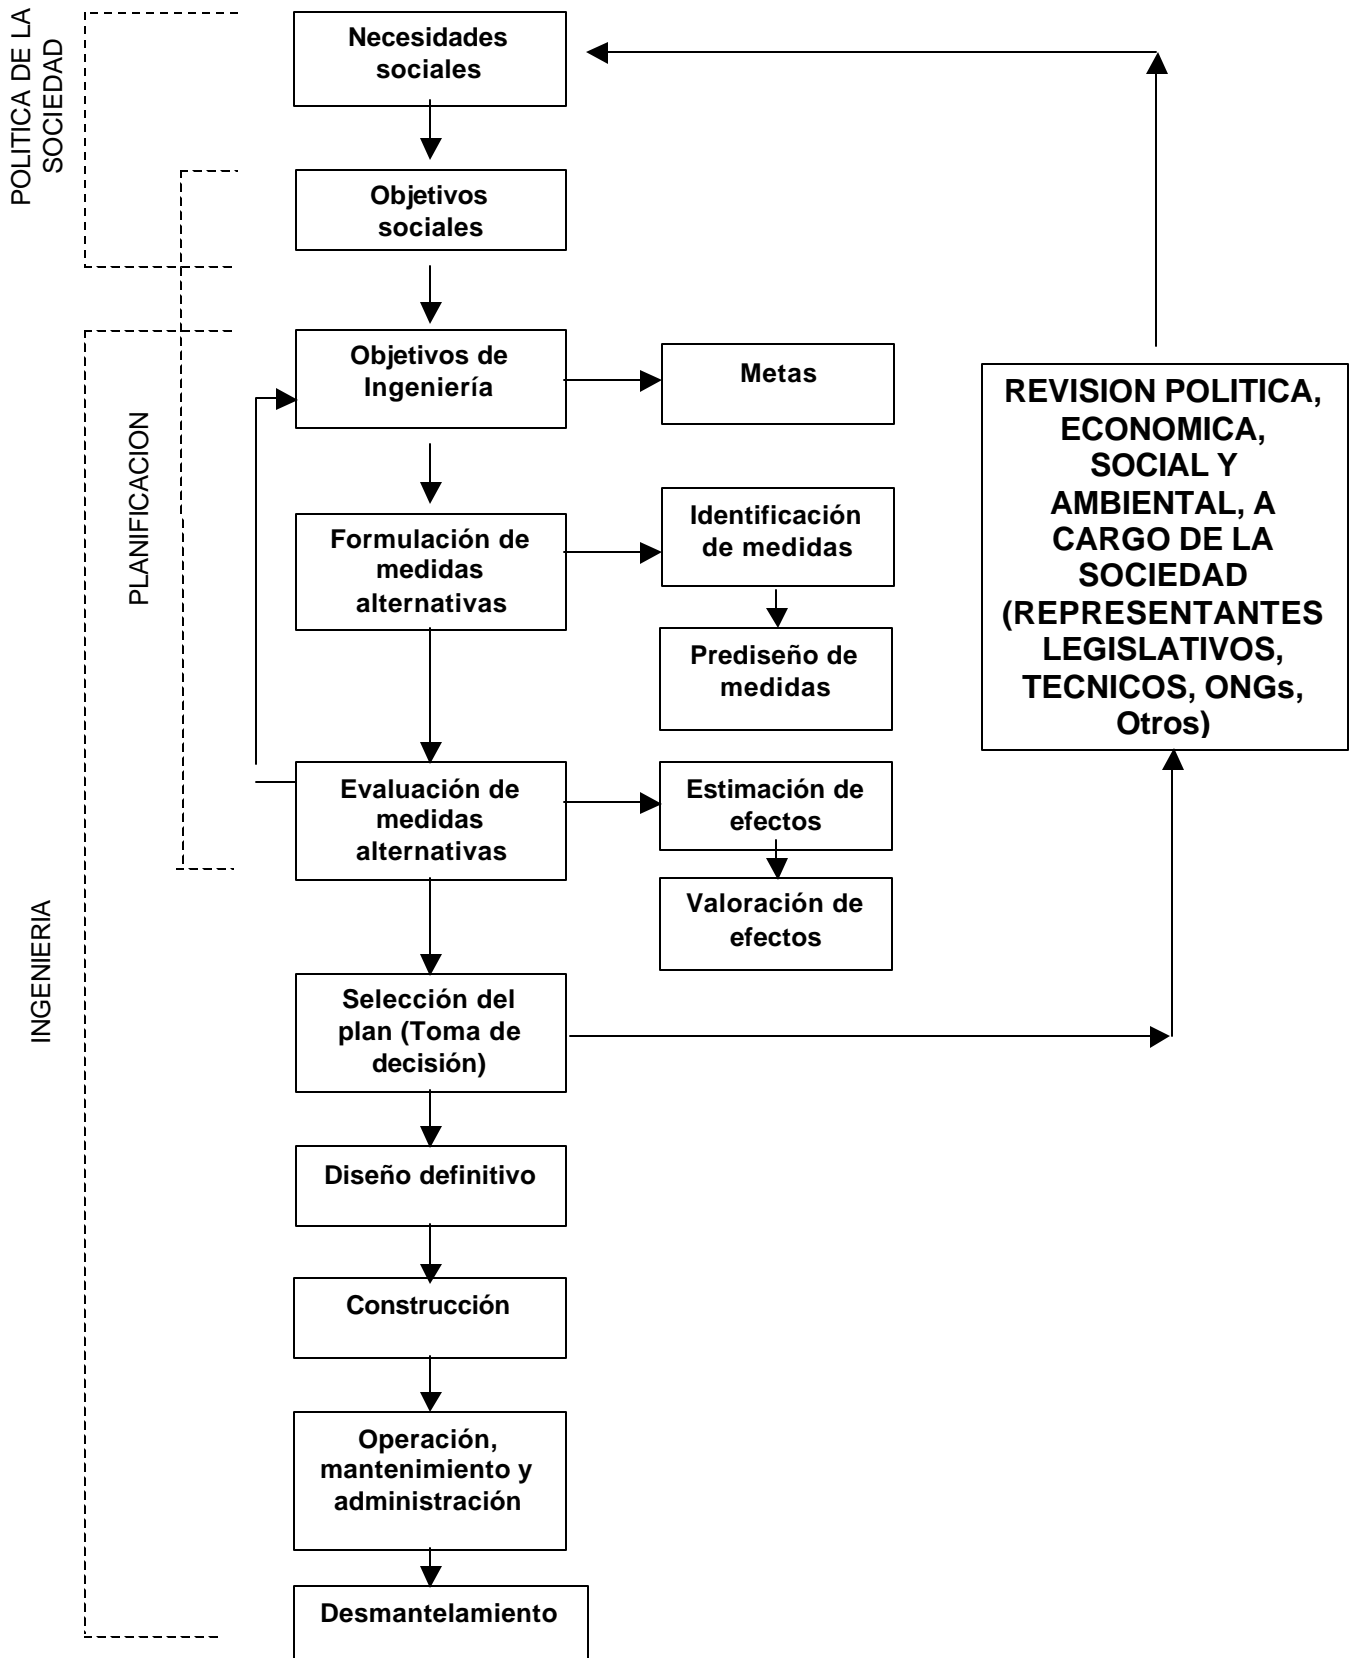 POLITICA DE LA
SOCIEDAD
PLANIFICACION
INGENIERIA
Necesidades
sociales
Objetivos
sociales
Objetivos de
Ingeniería
Metas
Formulación de
medidas
alternativas
Identificación
de medidas
Prediseño de
medidas
Evaluación de
medidas
alternativas
Estimación de
efectos
Valoración de
efectos
Selección del
plan (Toma de
decisión)
Diseño definitivo
Construcción
Operación,
mantenimiento y
administración
Desmantelamiento
REVISION POLITICA,
ECONOMICA,
SOCIAL Y
AMBIENTAL, A
CARGO DE LA
SOCIEDAD
(REPRESENTANTES
LEGISLATIVOS,
TECNICOS, ONGs,
Otros)